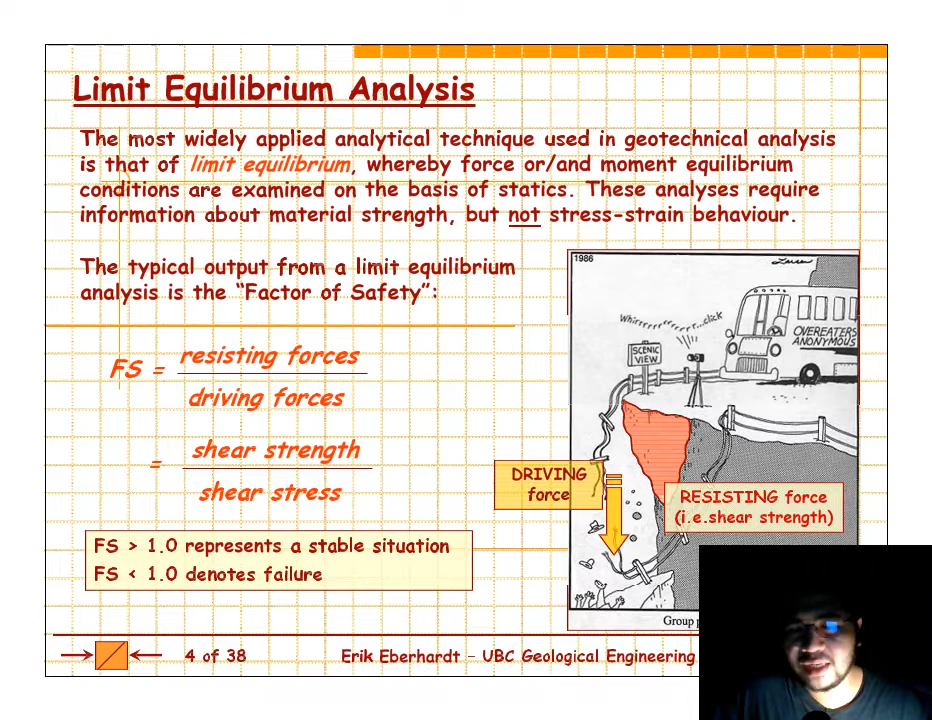 Limit Equilibrium Analysis
The most widely applied analytical technique used in geotechnical analysis
is that of limit equilibrium, whereby force or/and moment equilibrium
conditions are examined on the basis of statics. These analyses require
information about material strength, but not stress-strain behaviour.
The typical output from a limit equilibrium
analysis is the “Factor of Safety”:
FS = resisting forces
driving forces
= shear strength
shear stress
FS > 1.0 represents a stable situation
FS < 1.0 denotes failure
1986
Larson
Whirrrrrrrrrr...click
SCENIC
VIEW
OVEREATERS
ANONYMOUS
DRIVING
force
RESISTING force
(i.e.shear strength)
Group
4 of 38
Erik Eberhardt – UBC Geological Engineering